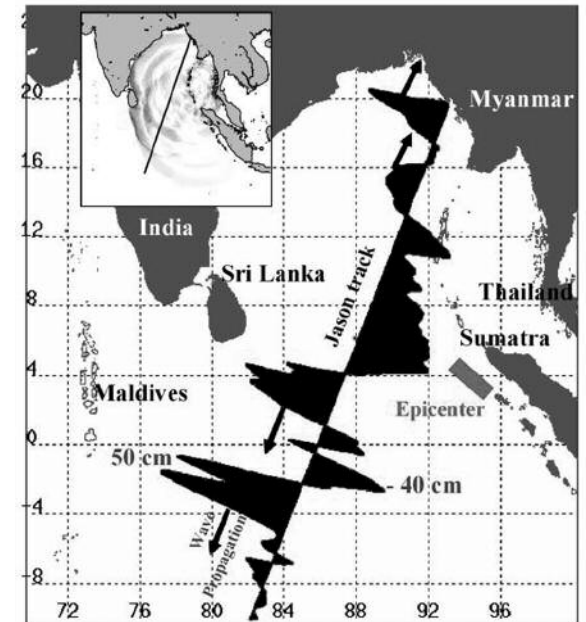 20
Myanmar
16
India
12
Sri Lanka
Jason track
8
Thailand
4
Sumatra
Maldives
Epicenter
0
50 cm
- 40 cm
-4
Wave
Propagation
-8
72
76
80
84
88
92
96